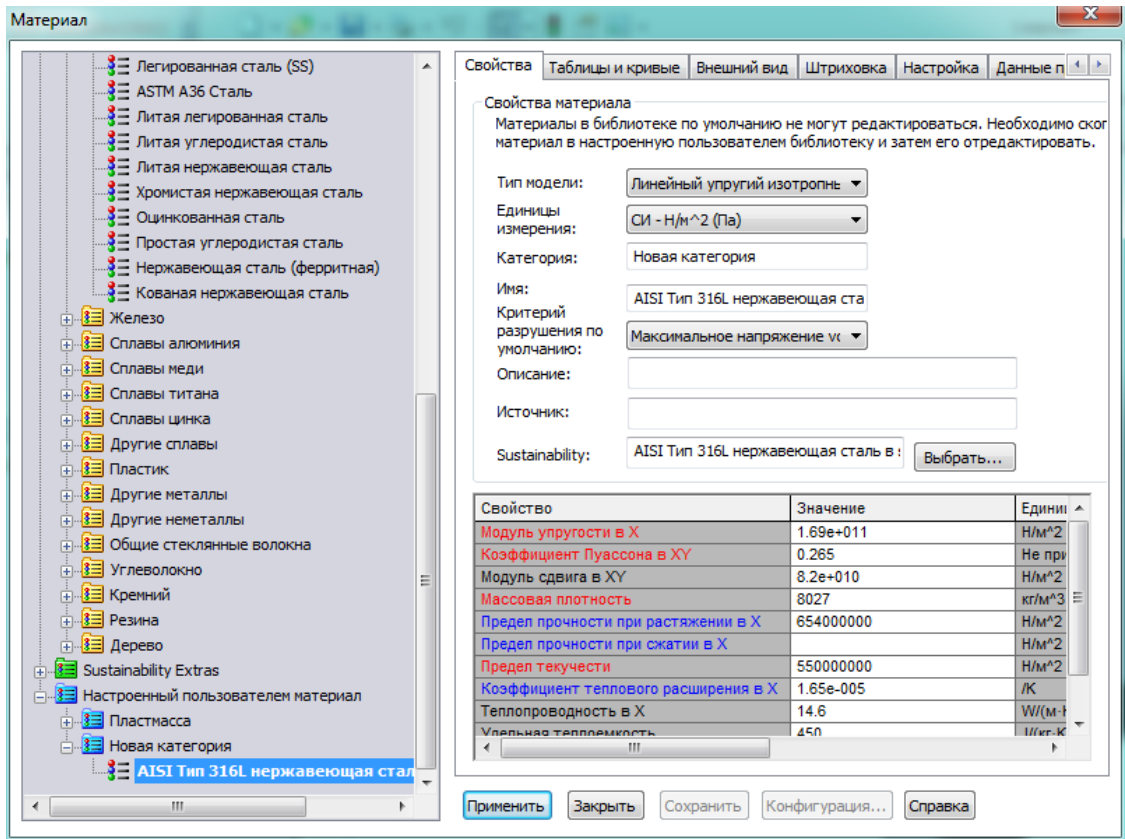 Материал
Легированная сталь (SS)
ASTM A36 Сталь
Литая легированная сталь
Литая углеродистая сталь
Литая нержавеющая сталь
Хромистая нержавеющая сталь
Оцинкованная сталь
Простая углеродистая сталь
Нержавеющая сталь (ферритная)
Кованая нержавеющая сталь
Железо
Сплавы алюминия
Сплавы меди
Сплавы титана
Сплавы цинка
Другие сплавы
Пластик
Другие металлы
Другие неметаллы
Общие стеклянные волокна
Углеволокно
Кремний
Резина
Дерево
Sustainability Extras
Настроенный пользователем материал
Пластмасса
Новая категория
AISI Тип 316L нержавеющая стал
Свойства Таблицы и кривые Внешний вид Штриховка Настройка Данные п
Свойства материала
Материалы в библиотеке по умолчанию не могут редактироваться. Необходимо ског
материал в настроенную пользователем библиотеку и затем его отредактировать.
Тип модели: Линейный упругий изотропнь
Единицы
измерения: СИ - Н/м^2 (Па)
Категория: Новая категория
Имя: AISI Тип 316L нержавеющая ста
Критерий
разрушения по
умолчанию: Максимальное напряжение vo
Описание:
Источник:
Sustainability: AISI Тип 316L нержавеющая сталь в Выбрать...
Свойство Значение Едини
Модуль упругости в X 1.69e+011 Н/м^2
Коэффициент Пуассона в XY 0.265 Не при
Модуль сдвига в XY 8.2e+010 Н/м^2
Массовая плотность 8027 кг/м^3
Предел прочности при растяжении в X 654000000 Н/м^2
Предел прочности при сжатии в X Н/м^2
Предел текучести 550000000 Н/м^2
Коэффициент теплового расширения в X 1.65e-005 /K
Теплопроводность в X 14.6 W/(м·
Удельная теплоемкость 450 J/(кг·K
Применить Закрыть Сохранить Конфигурация... Справка